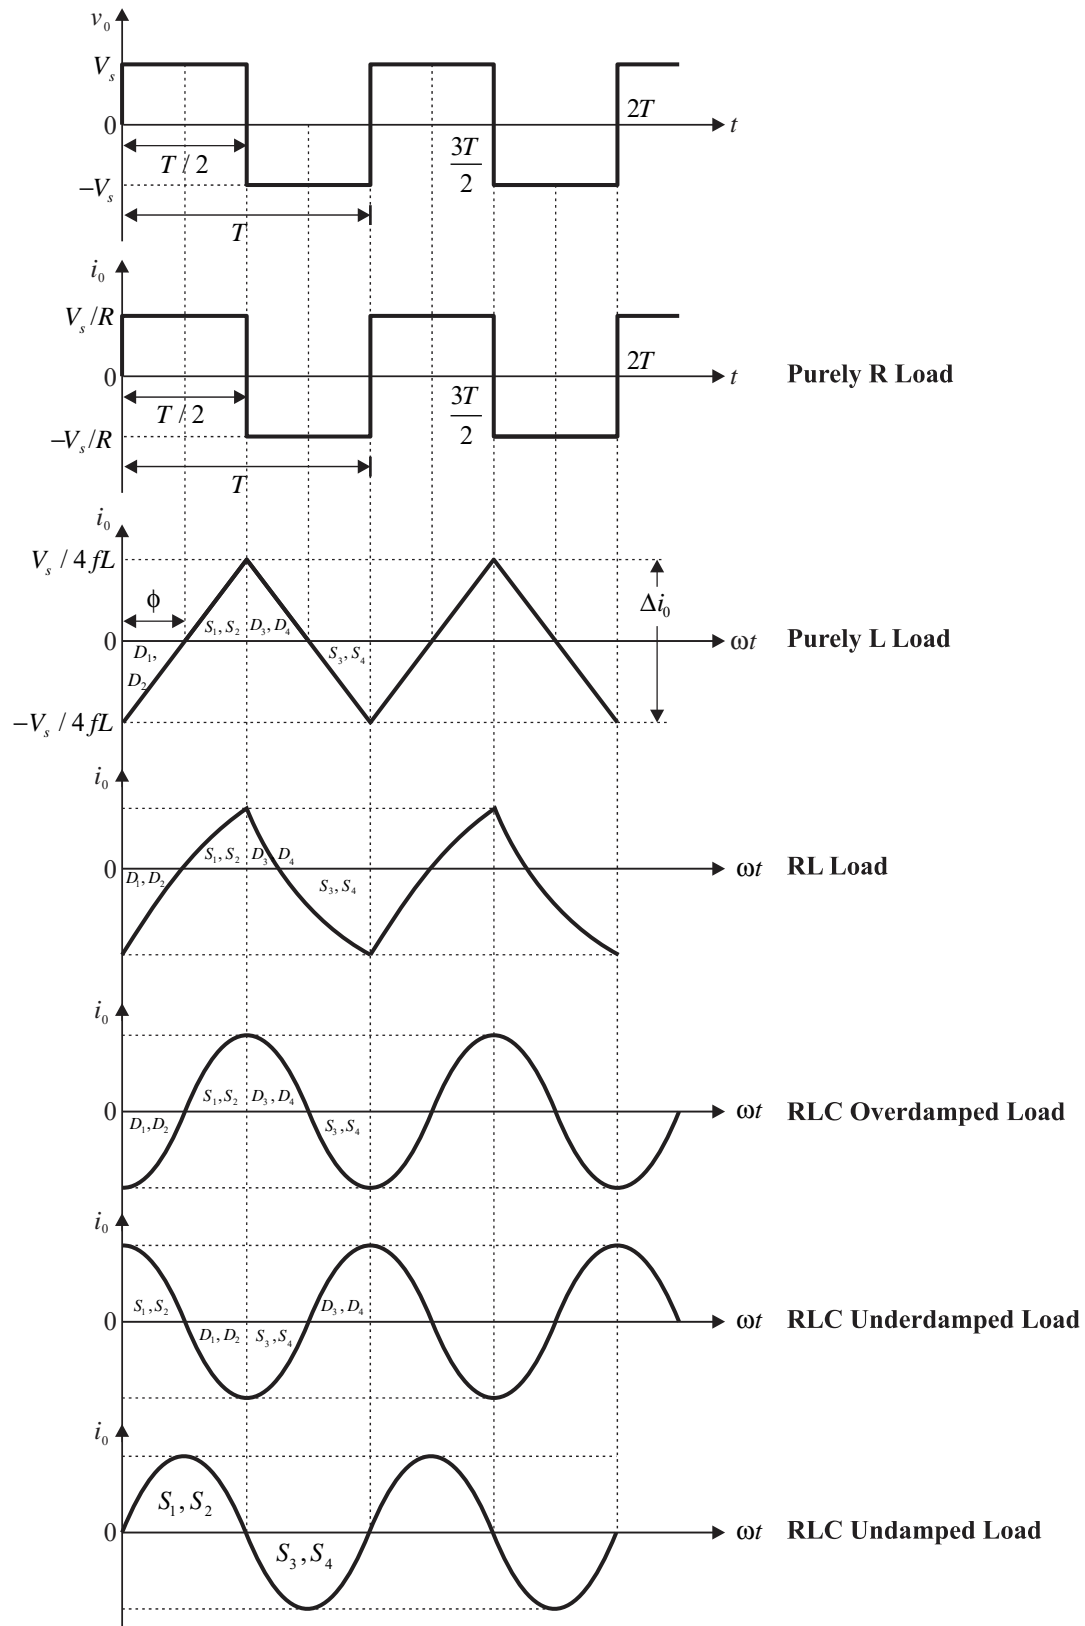 v₀
Vₛ
0
2T
t
T / 2
3T/2
−Vₛ
T
i₀
Vₛ/R
0
2T
t
Purely R Load
T / 2
3T/2
−Vₛ/R
T
i₀
Vₛ / 4 fL
ϕ
Δi₀
S₁, S₂ D₃, D₄
0
ωt
Purely L Load
D₁,
S₃, S₄
D₂
−Vₛ / 4 fL
i₀
S₁, S₂ D₃ D₄
0
ωt
RL Load
D₁, D₂
S₃, S₄
i₀
S₁, S₂ D₃, D₄
0
ωt
RLC Overdamped Load
D₁, D₂
S₃, S₄
i₀
S₁, S₂
D₃, D₄
0
ωt
RLC Underdamped Load
D₁, D₂ S₃, S₄
i₀
S₁, S₂
0
ωt
RLC Undamped Load
S₃, S₄